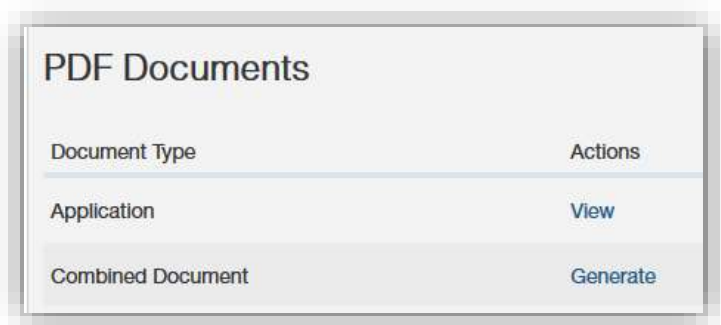 PDF Documents
Document Type Actions
Application View
Combined Document Generate